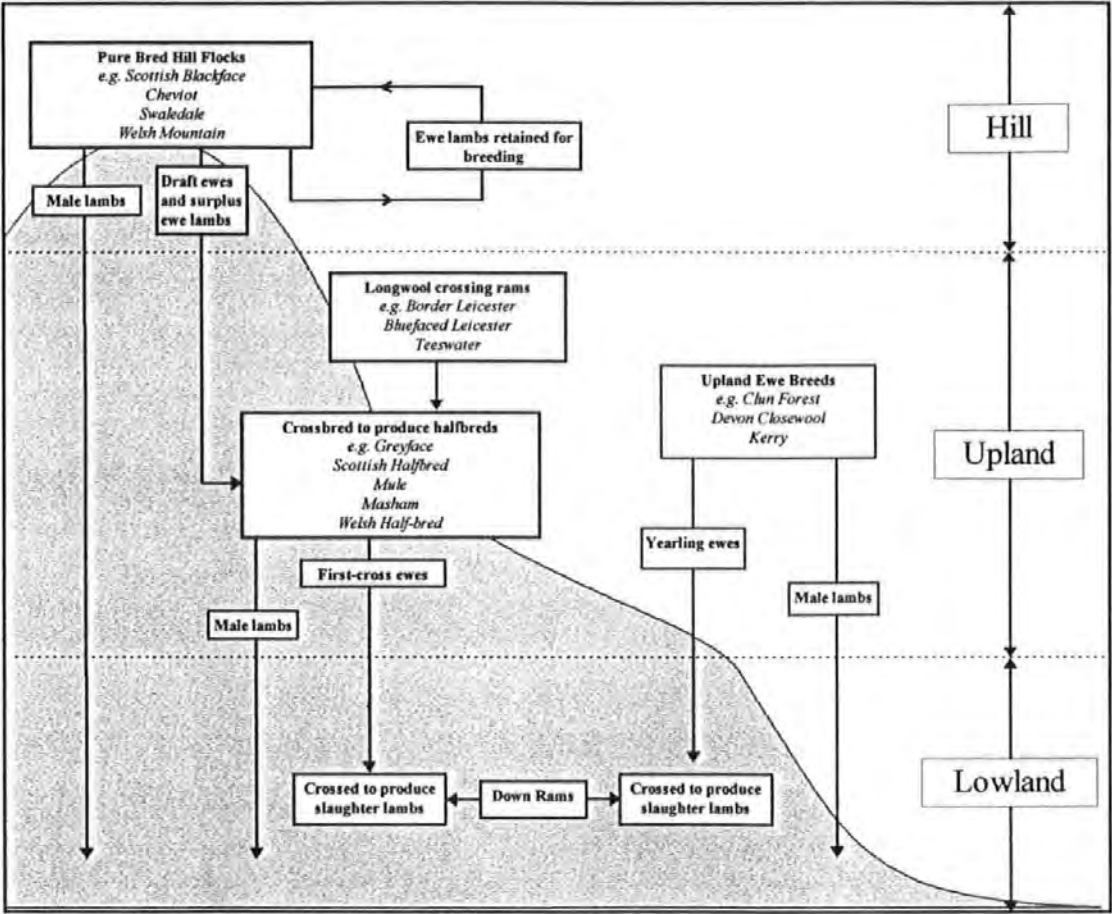 Pure Bred Hill Flocks
e.g. Scottish Blackface
Cheviot
Swaledale
Welsh Mountain
Ewe lambs retained for
breeding
Hill
Male lambs
Draft ewes
and surplus
ewe lambs
Longwool crossing rams
e.g. Border Leicester
Bluefaced Leicester
Teeswater
Upland Ewe Breeds
e.g. Clun Forest
Devon Closewool
Kerry
Crossbred to produce halfbreds
e.g. Greyface
Scottish Halfbred
Mule
Masham
Welsh Half-bred
Upland
Yearling ewes
First-cross ewes
Male lambs
Male lambs
Crossed to produce
slaughter lambs
Down Rams
Crossed to produce
slaughter lambs
Lowland